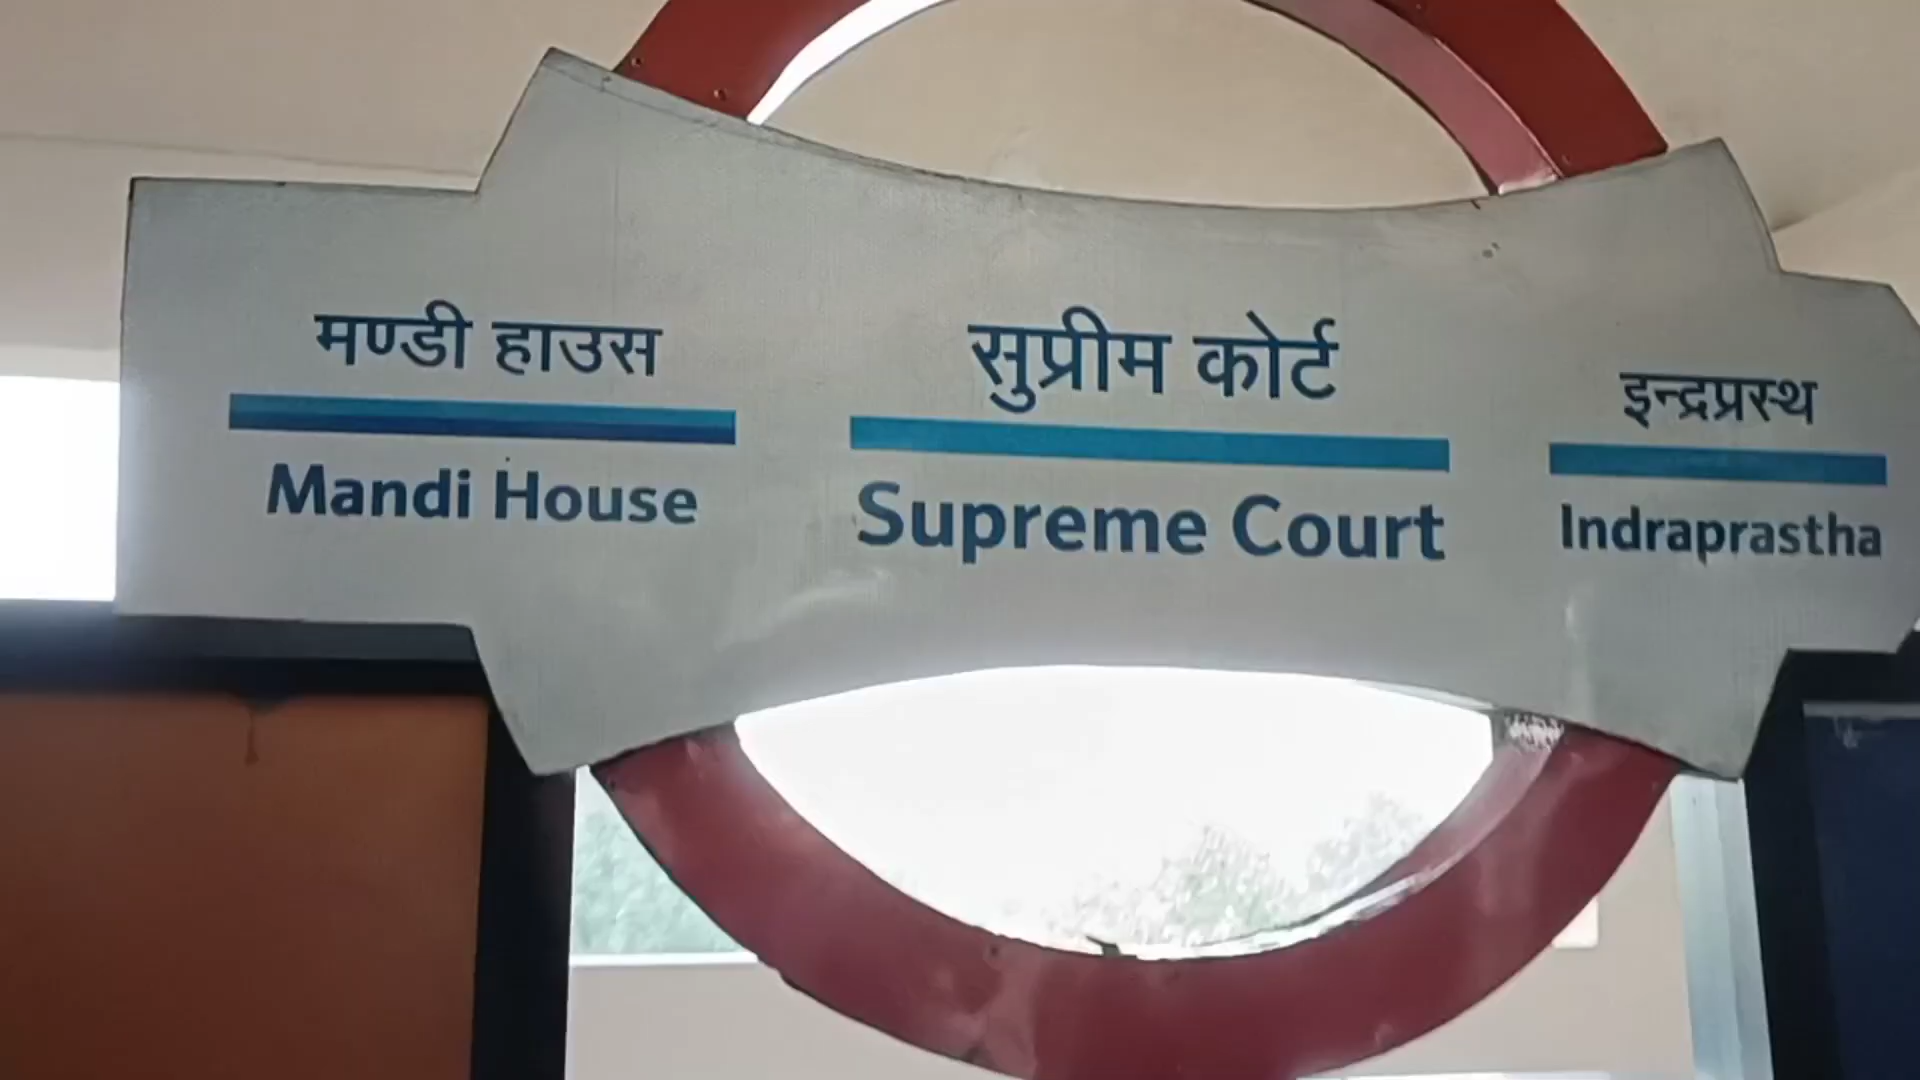 मण्डी हाउस
Mandi House
सुप्रीम कोर्ट
Supreme Court
इन्द्रप्रस्थ
Indraprastha